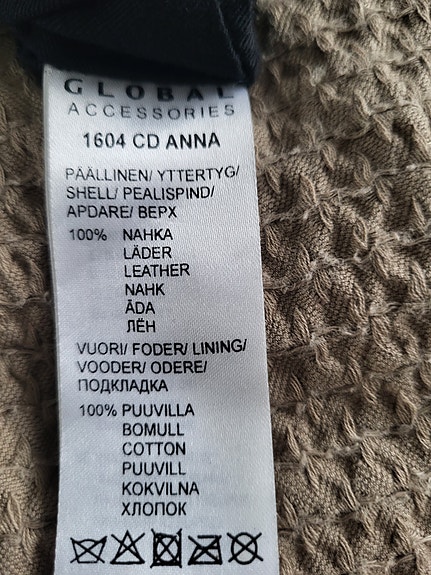 GLOBAL
ACCESSORIES
1604 CD ANNA
PÄÄLLINEN/ YTTERTYG/
SHELL/ PEALISPIND/
APDARE/ ВЕРХ
100% NAHKA
LÄDER
LEATHER
NAHK
ĀDA
ЛЁН
VUORI/ FODER/ LINING/
VOODER/ ODERE/
ПОДКЛАДКА
100% PUUVILLA
BOMULL
COTTON
PUUVILL
KOKVILNA
ХЛОПОК